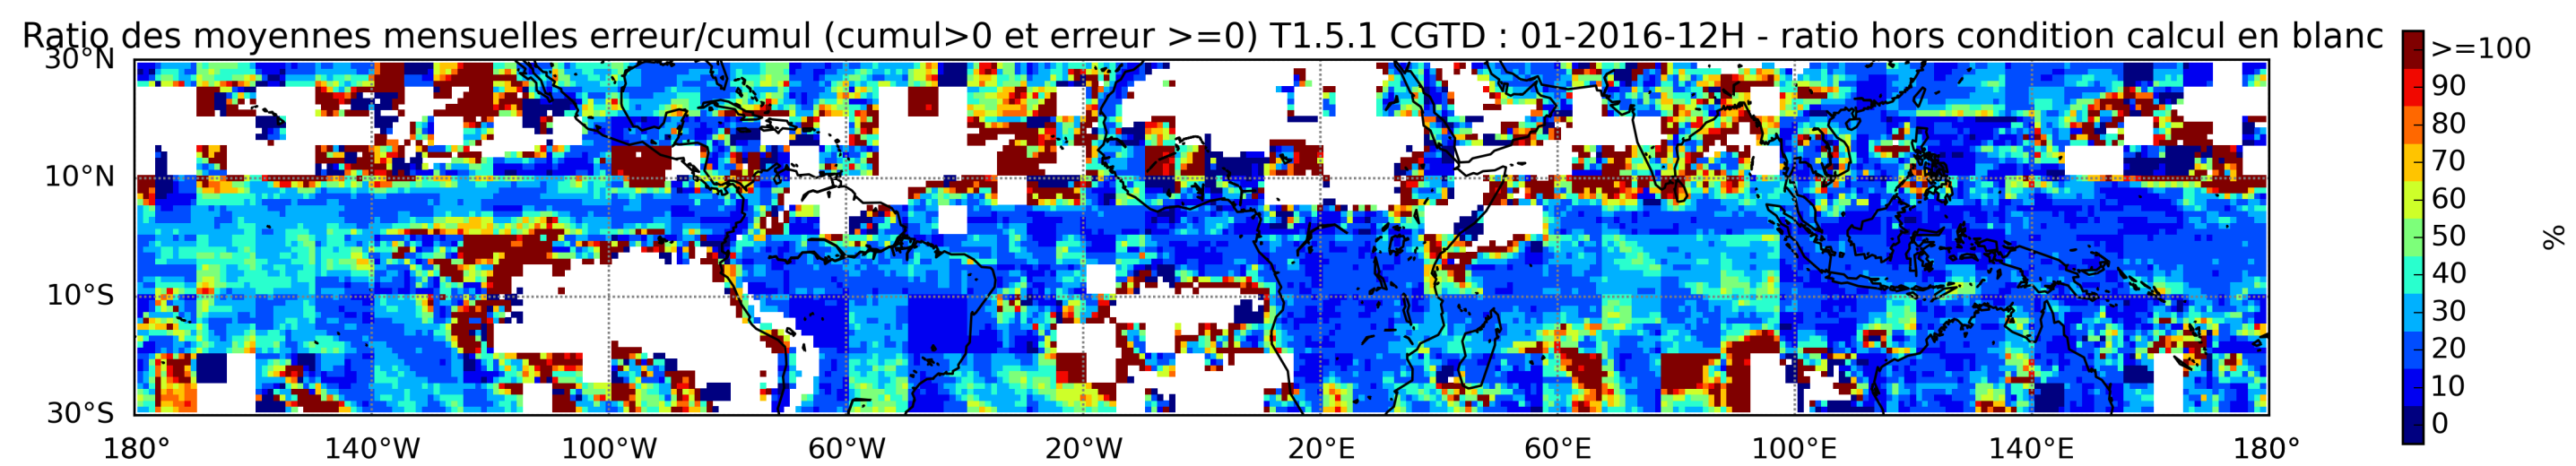 Ratio des moyennes mensuelles erreur/cumul (cumul>0 et erreur >=0) T1.5.1 CGTD : 01-2016-12H - ratio hors condition calcul en blanc
30°N
10°N
10°S
30°S
180°
140°W
100°W
60°W
20°W
20°E
60°E
100°E
140°E
180°
>=100
90
80
70
60
50
40
30
20
10
0
%